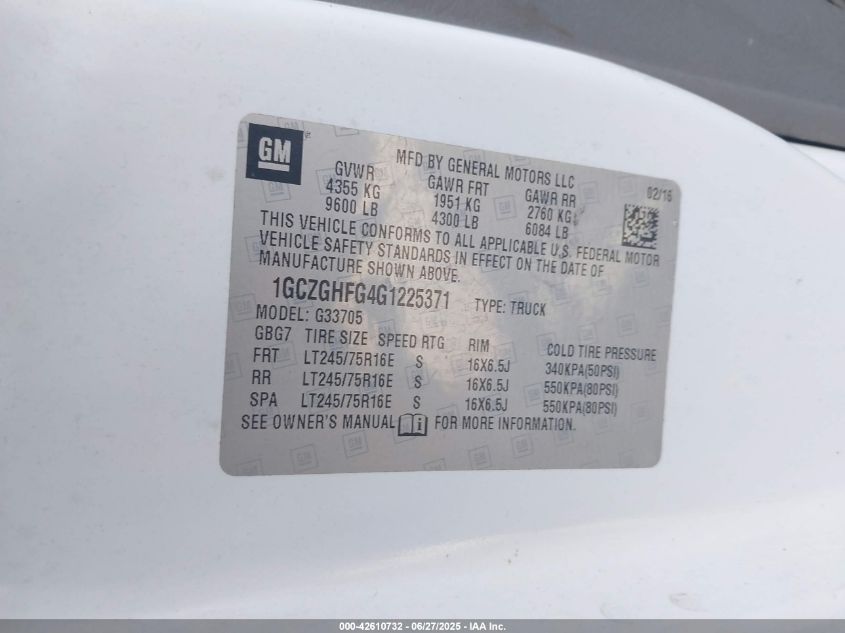 GM
MFD BY GENERAL MOTORS LLC
02/16
GVWR GAWR FRT GAWR RR
4355 KG 1951 KG 2760 KG
9600 LB 4300 LB 6084 LB
THIS VEHICLE CONFORMS TO ALL APPLICABLE U.S. FEDERAL MOTOR
VEHICLE SAFETY STANDARDS IN EFFECT ON THE DATE OF
MANUFACTURE SHOWN ABOVE.
1GCZGHFG4G1225371 TYPE: TRUCK
MODEL: G33705
GBG7 TIRE SIZE SPEED RTG RIM COLD TIRE PRESSURE
FRT LT245/75R16E S 16X6.5J 340KPA(50PSI)
RR LT245/75R16E S 16X6.5J 550KPA(80PSI)
SPA LT245/75R16E S 16X6.5J 550KPA(80PSI)
SEE OWNER'S MANUAL FOR MORE INFORMATION.
000-42610732 - 06/27/2025 - IAA Inc.